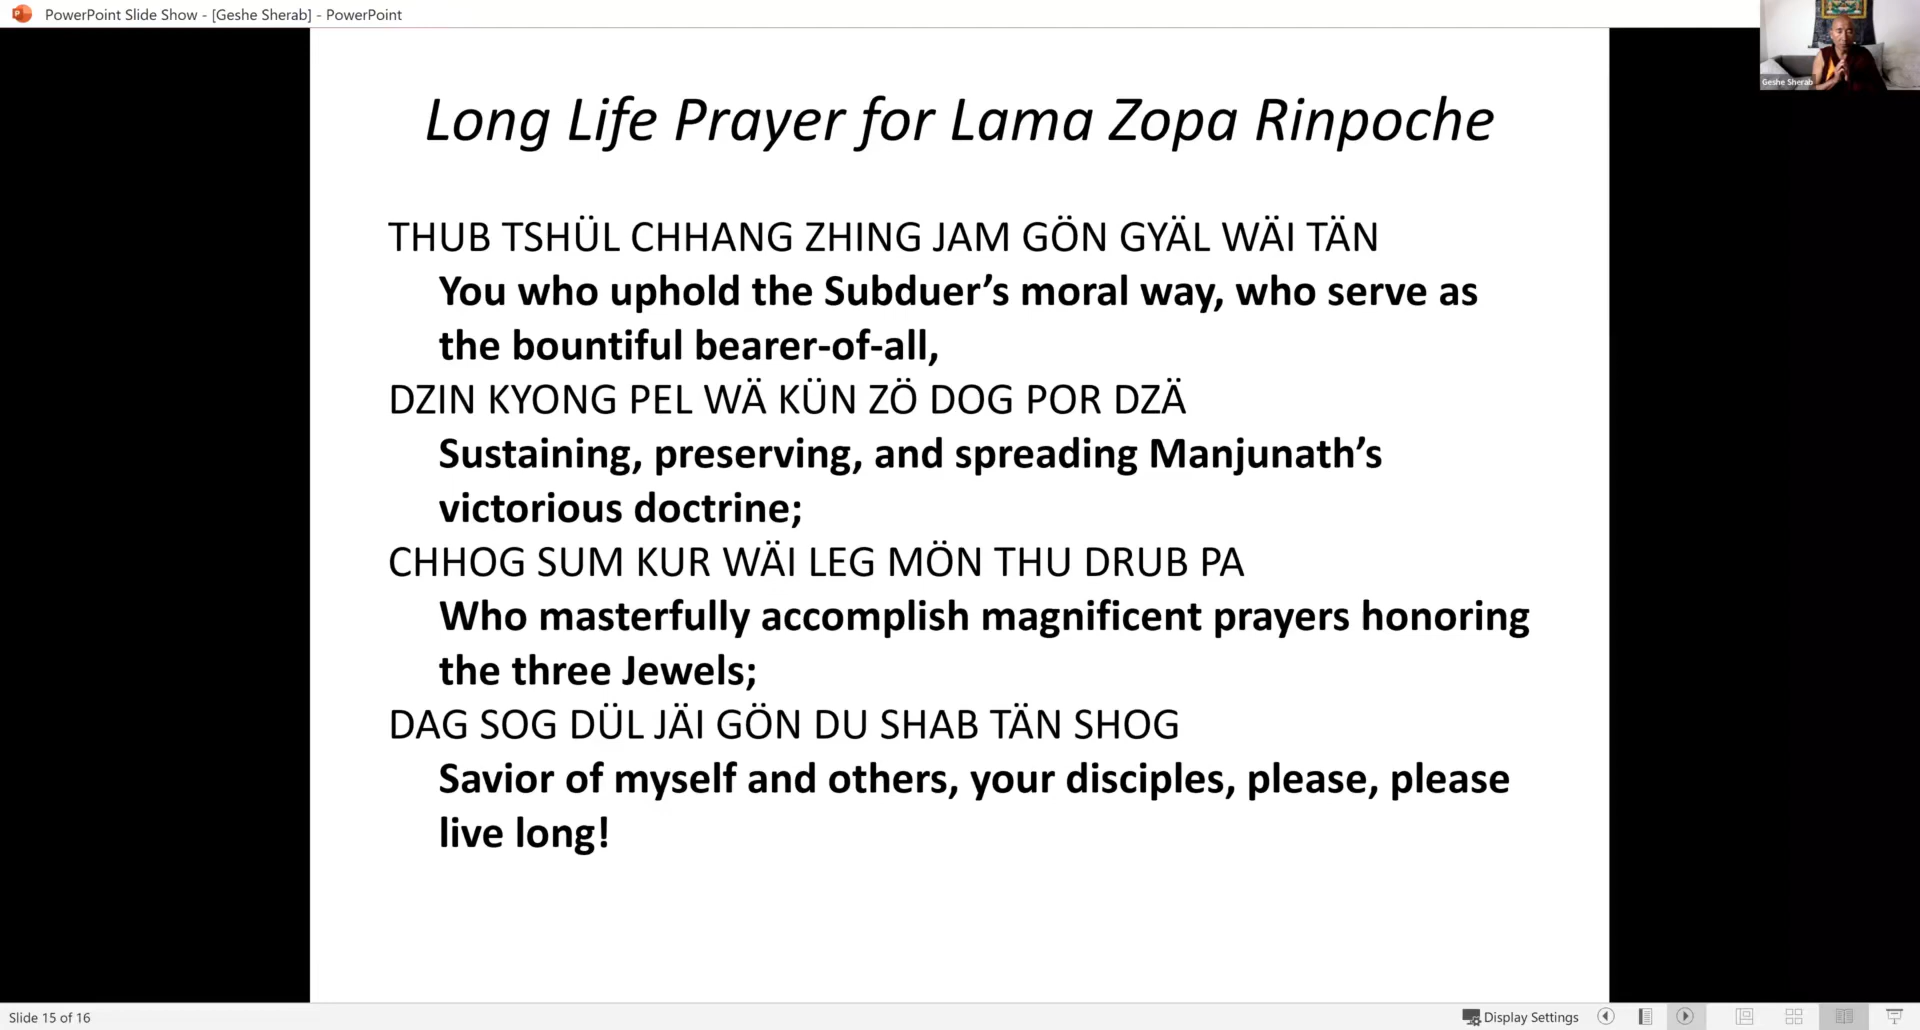 PowerPoint Slide Show - [Geshe Sherab] - PowerPoint
Geshe Sherab
Long Life Prayer for Lama Zopa Rinpoche
THUB TSHÜL CHHANG ZHING JAM GÖN GYÄL WÄI TÄN
You who uphold the Subduer’s moral way, who serve as
the bountiful bearer-of-all,
DZIN KYONG PEL WÄ KÜN ZÖ DOG POR DZÄ
Sustaining, preserving, and spreading Manjunath’s
victorious doctrine;
CHHOG SUM KUR WÄI LEG MÖN THU DRUB PA
Who masterfully accomplish magnificent prayers honoring
the three Jewels;
DAG SOG DÜL JÄI GÖN DU SHAB TÄN SHOG
Savior of myself and others, your disciples, please, please
live long!
Slide 15 of 16
Display Settings